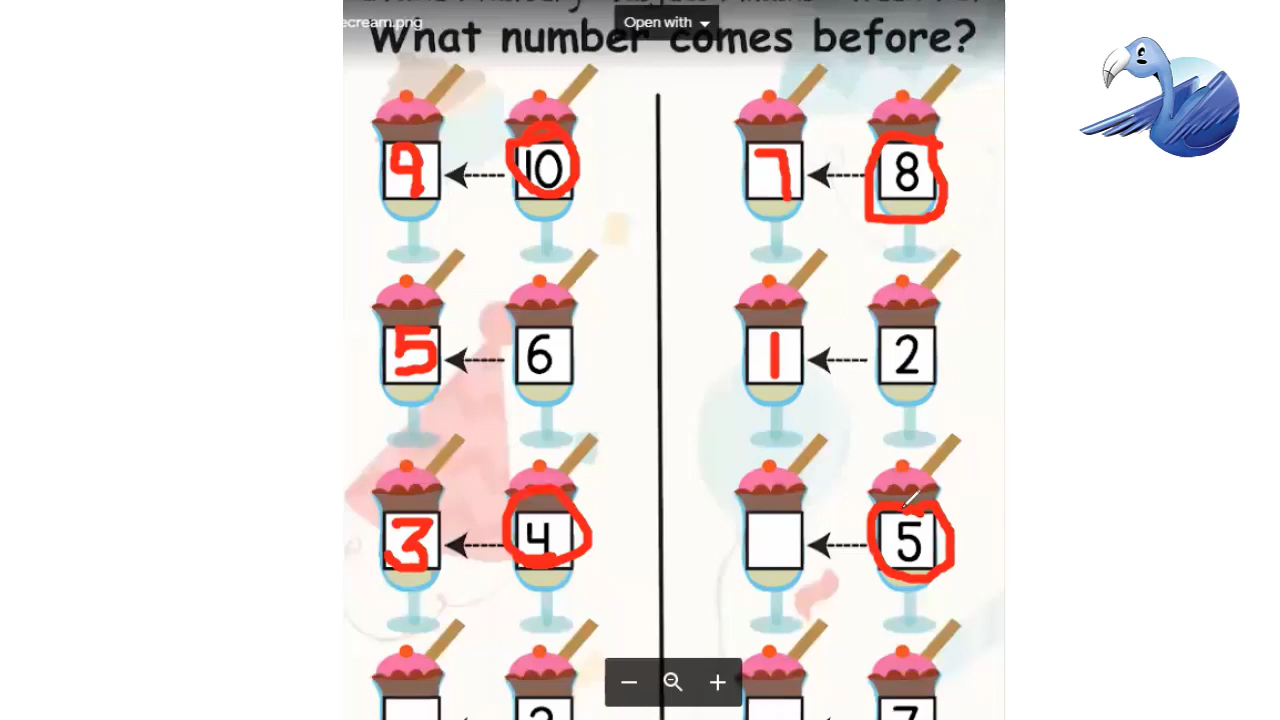 ecream.png
Open with
What number comes before?
9 10 7 8
5 6 1 2
3 4 5